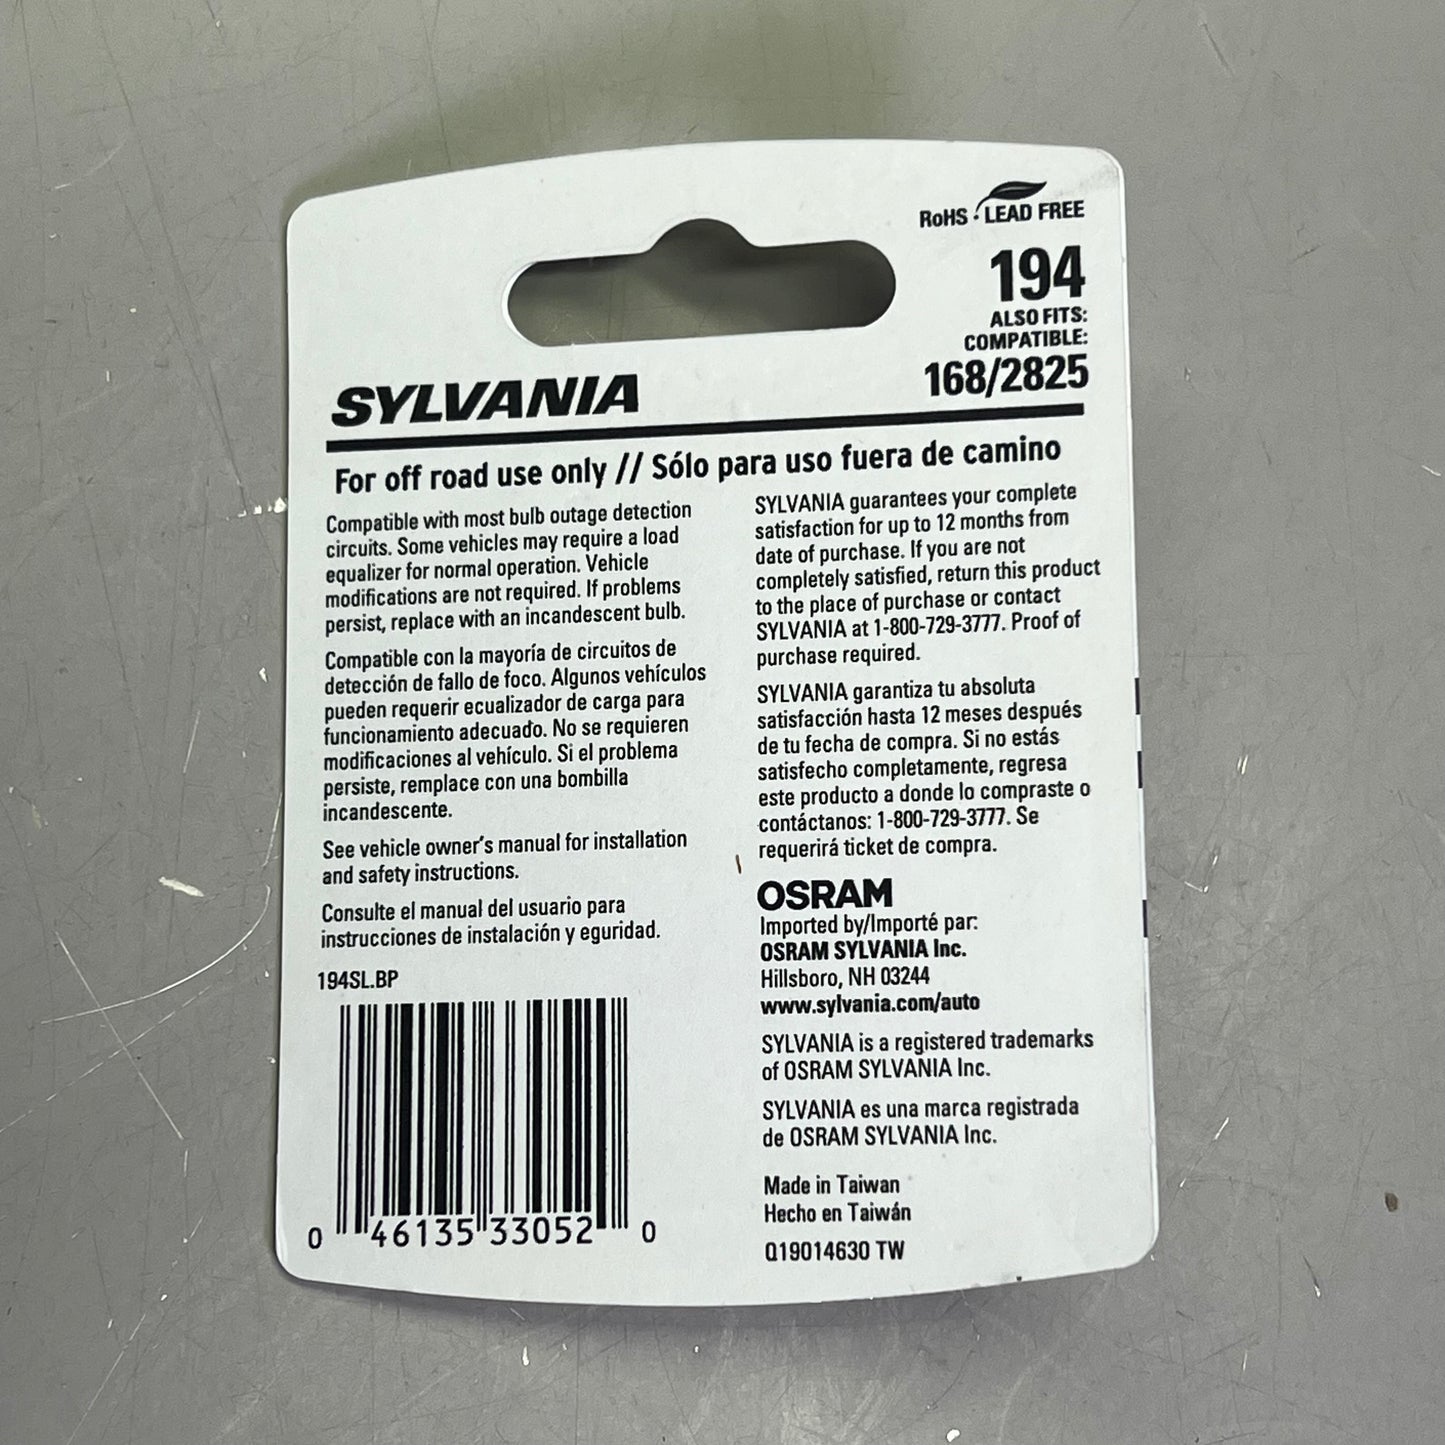 RoHS · LEAD FREE
194
ALSO FITS:
COMPATIBLE:
168/2825
SYLVANIA
For off road use only // Sólo para uso fuera de camino
Compatible with most bulb outage detection
circuits. Some vehicles may require a load
equalizer for normal operation. Vehicle
modifications are not required. If problems
persist, replace with an incandescent bulb.
Compatible con la mayoría de circuitos de
detección de fallo de foco. Algunos vehículos
pueden requerir ecualizador de carga para
funcionamiento adecuado. No se requieren
modificaciones al vehículo. Si el problema
persiste, remplace con una bombilla
incandescente.
See vehicle owner's manual for installation
and safety instructions.
Consulte el manual del usuario para
instrucciones de instalación y eguridad.
194SL.BP
0 46135 33052 0
SYLVANIA guarantees your complete
satisfaction for up to 12 months from
date of purchase. If you are not
completely satisfied, return this product
to the place of purchase or contact
SYLVANIA at 1-800-729-3777. Proof of
purchase required.
SYLVANIA garantiza tu absoluta
satisfacción hasta 12 meses después
de tu fecha de compra. Si no estás
satisfecho completamente, regresa
este producto a donde lo compraste o
contáctanos: 1-800-729-3777. Se
requerirá ticket de compra.
OSRAM
Imported by/Importé par:
OSRAM SYLVANIA Inc.
Hillsboro, NH 03244
www.sylvania.com/auto
SYLVANIA is a registered trademarks
of OSRAM SYLVANIA Inc.
SYLVANIA es una marca registrada
de OSRAM SYLVANIA Inc.
Made in Taiwan
Hecho en Taiwán
Q19014630 TW